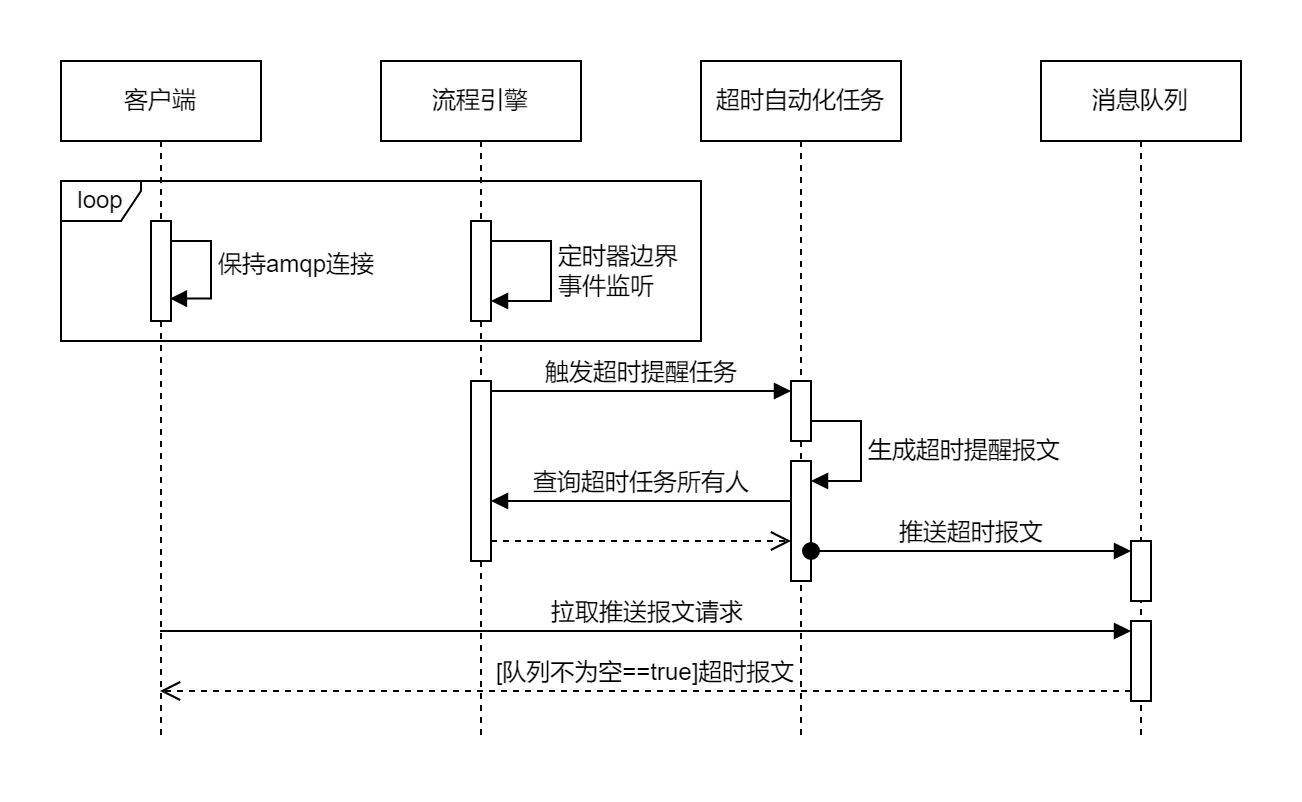 客户端
流程引擎
超时自动化任务
消息队列
loop
保持amqp连接
定时器边界
事件监听
触发超时提醒任务
生成超时提醒报文
查询超时任务所有人
推送超时报文
拉取推送报文请求
[队列不为空==true]超时报文